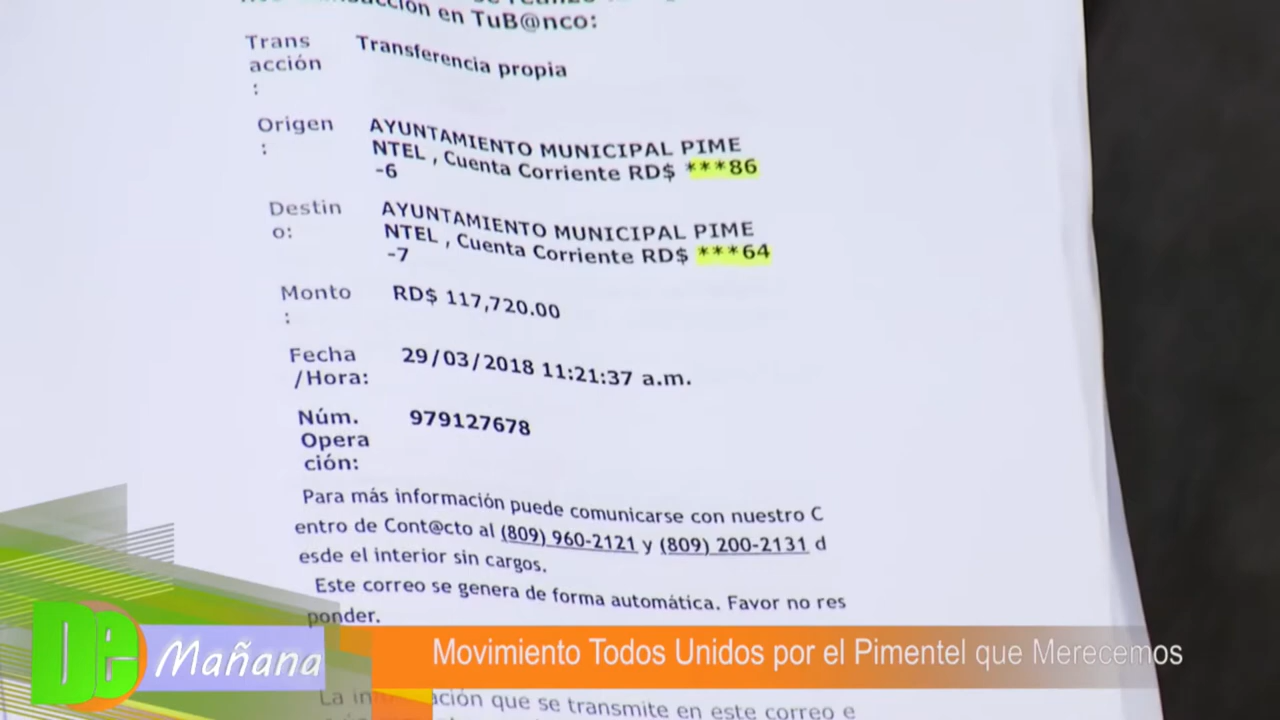 en TuB@nco:
Trans
acción
:
Transferencia propia
Origen
:
AYUNTAMIENTO MUNICIPAL PIME
NTEL , Cuenta Corriente RD$ ***86
-6
Destin
o:
AYUNTAMIENTO MUNICIPAL PIME
NTEL , Cuenta Corriente RD$ ***64
-7
Monto
:
RD$ 117,720.00
Fecha
/Hora:
29/03/2018 11:21:37 a.m.
Núm.
Opera
ción:
979127678
Para más información puede comunicarse con nuestro C
entro de Cont@cto al (809) 960-2121 y (809) 200-2131 d
esde el interior sin cargos.
Este correo se genera de forma automática. Favor no res
ponder.
De Mañana
Movimiento Todos Unidos por el Pimentel que Merecemos
La que se transmite en este correo e